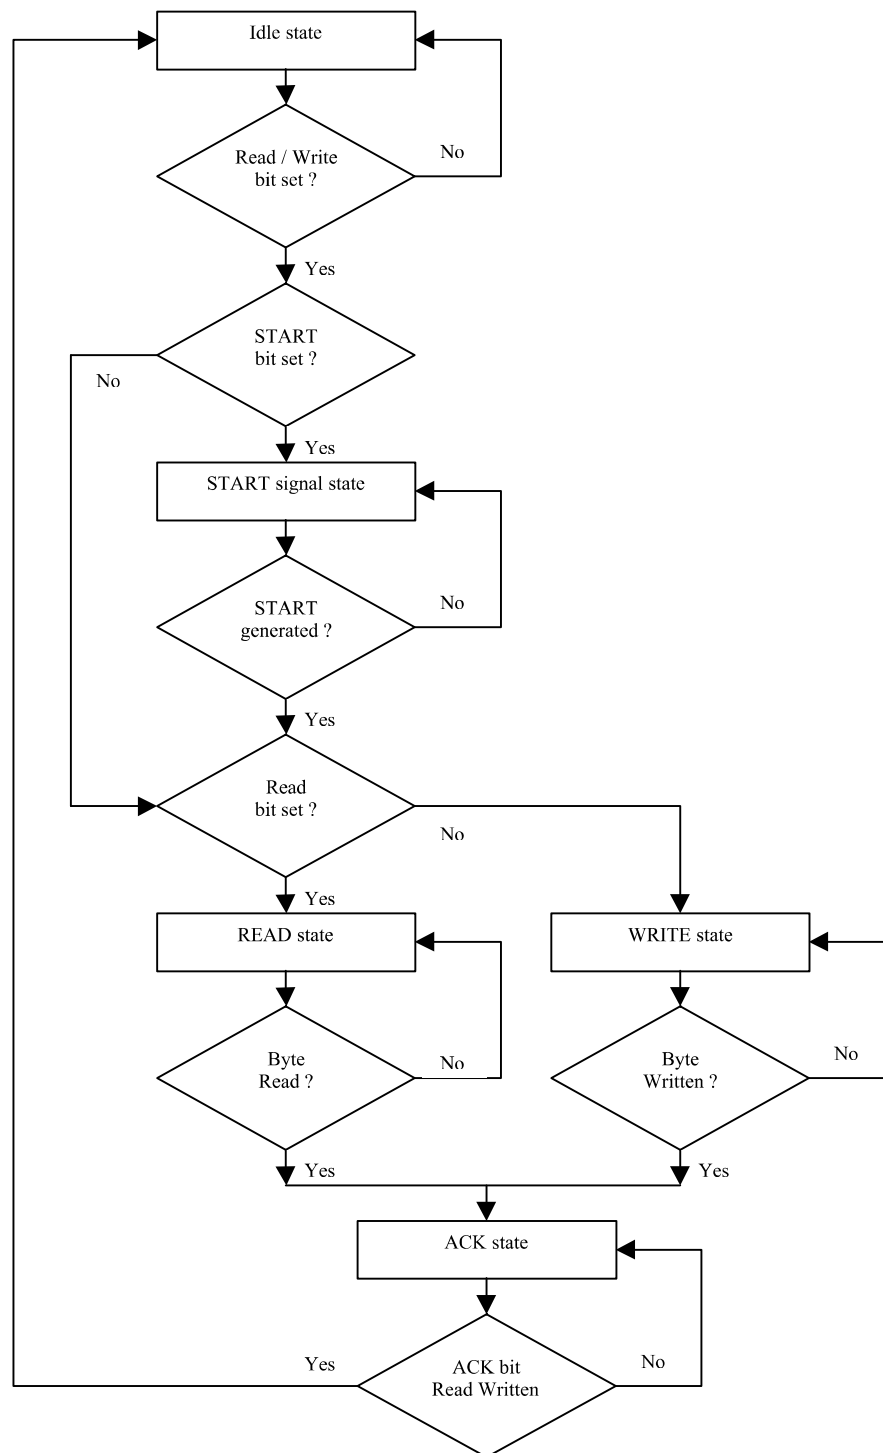 Idle state
Read / Write
bit set ?
No
Yes
START
bit set ?
No
Yes
START signal state
START
generated ?
No
Yes
Read
bit set ?
No
Yes
READ state
WRITE state
Byte
Read ?
No
Byte
Written ?
No
Yes
Yes
ACK state
Yes
ACK bit
Read Written
No